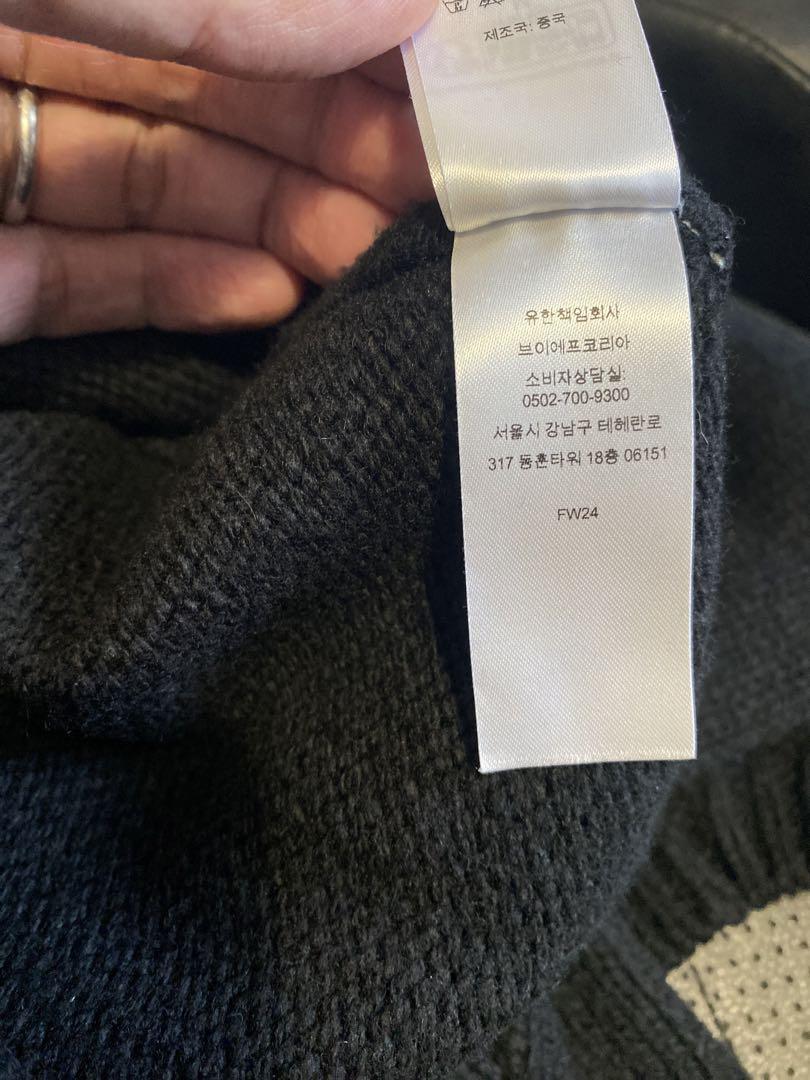 제조국: 중국
유한책임회사
브이에프코리아
소비자상담실:
0502-700-9300
서울시 강남구 테헤란로
317 동훈타워 18층 06151
FW24